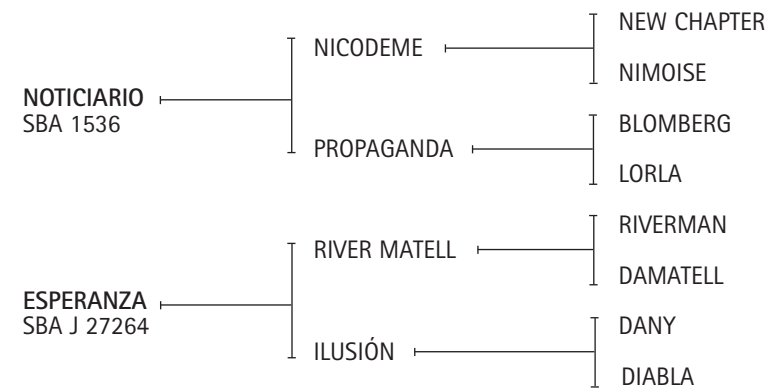 NEW CHAPTER
NICODEME
NIMOISE
NOTICIARIO
SBA 1536
BLOMBERG
PROPAGANDA
LORLA
RIVERMAN
RIVER MATELL
DAMATELL
ESPERANZA
SBA J 27264
DANY
ILUSIÓN
DIABLA